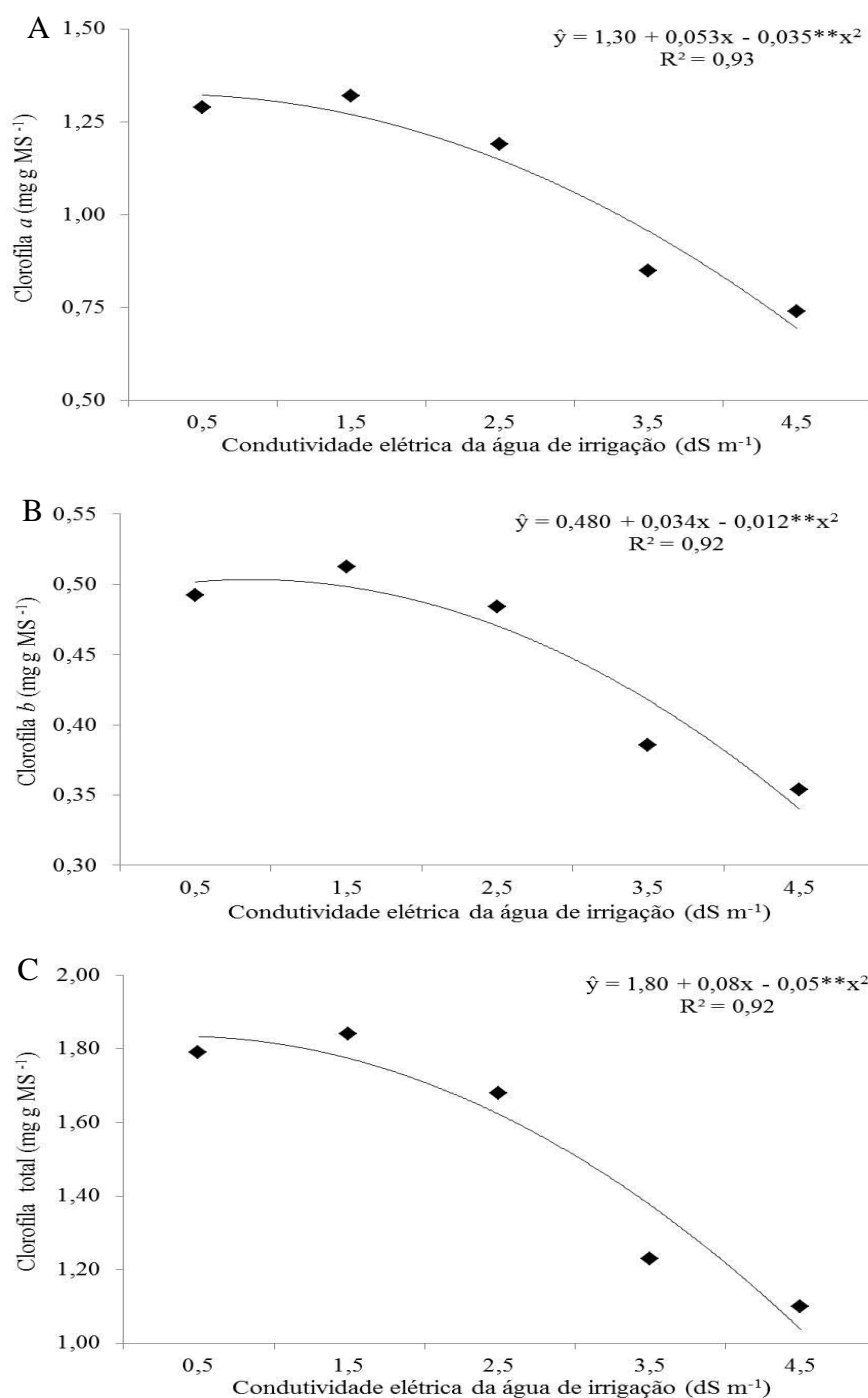 A
ŷ = 1,30 + 0,053x - 0,035**x²
R² = 0,93
Clorofila a (mg g MS⁻¹)
1,50
1,25
1,00
0,75
0,50
0,5 1,5 2,5 3,5 4,5
Condutividade elétrica da água de irrigação (dS m⁻¹)
B
ŷ = 0,480 + 0,034x - 0,012**x²
R² = 0,92
Clorofila b (mg g MS⁻¹)
0,55
0,50
0,45
0,40
0,35
0,30
0,5 1,5 2,5 3,5 4,5
Condutividade elétrica da água de irrigação (dS m⁻¹)
C
ŷ = 1,80 + 0,08x - 0,05**x²
R² = 0,92
Clorofila total (mg g MS⁻¹)
2,00
1,80
1,60
1,40
1,20
1,00
0,5 1,5 2,5 3,5 4,5
Condutividade elétrica da água de irrigação (dS m⁻¹)